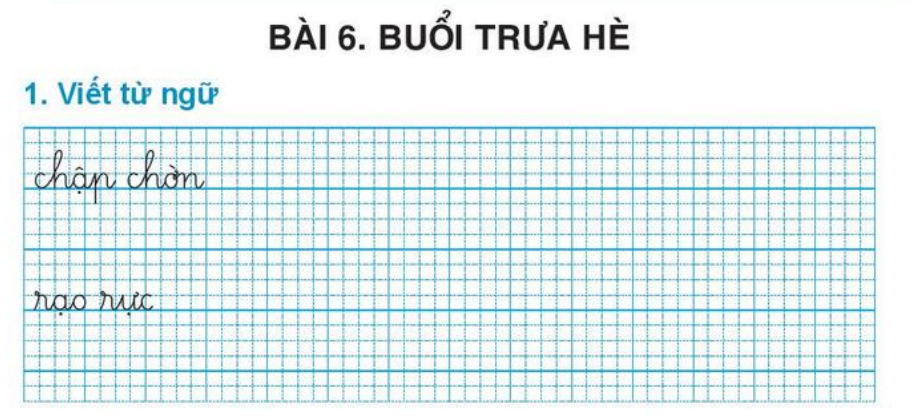 BÀI 6. BUỔI TRƯA HÈ
1. Viết từ ngữ
chập chờn
rạo rực